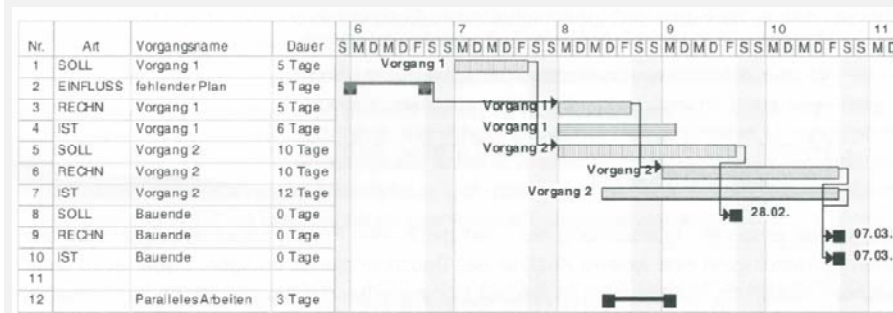 6 7 8 9 10 11
Nr. Art Vorgangsname Dauer S M D M D F S S M D M D F S S M D M D F S S M D M D F S S M D M D F S S M D
1 SOLL Vorgang 1 5 Tage Vorgang 1
2 EINFLUSS fehlender Plan 5 Tage
3 RECHN Vorgang 1 5 Tage Vorgang 1
4 IST Vorgang 1 6 Tage Vorgang 1
5 SOLL Vorgang 2 10 Tage Vorgang 2
6 RECHN Vorgang 2 10 Tage Vorgang 2
7 IST Vorgang 2 12 Tage Vorgang 2
8 SOLL Bauende 0 Tage 28.02.
9 RECHN Bauende 0 Tage 07.03.
10 IST Bauende 0 Tage 07.03.
11
12 Paralleles Arbeiten 3 Tage